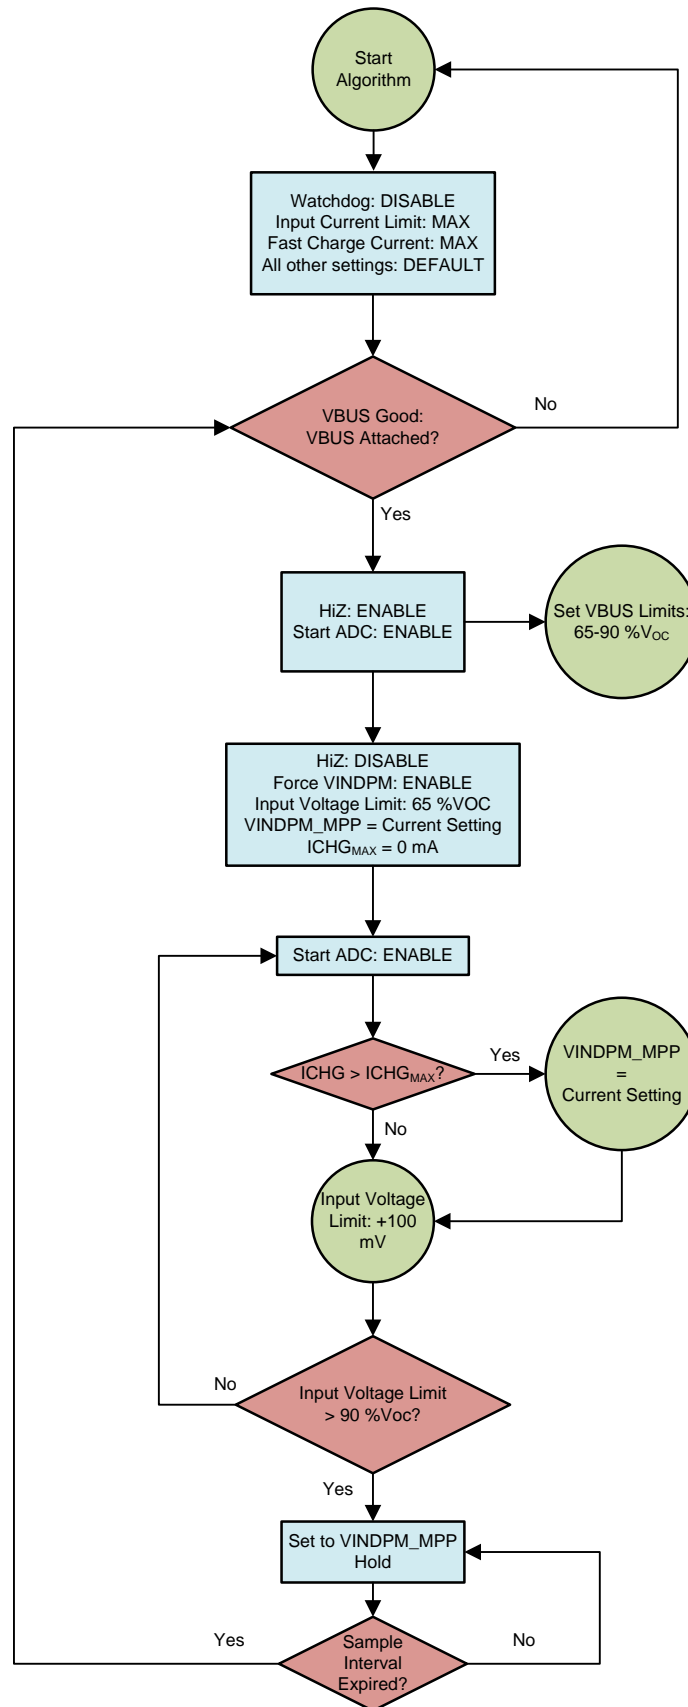 Start
Algorithm
Watchdog: DISABLE
Input Current Limit: MAX
Fast Charge Current: MAX
All other settings: DEFAULT
VBUS Good:
VBUS Attached?
No
Yes
HiZ: ENABLE
Start ADC: ENABLE
Set VBUS Limits:
65-90 %VOC
HiZ: DISABLE
Force VINDPM: ENABLE
Input Voltage Limit: 65 %VOC
VINDPM_MPP = Current Setting
ICHGMAX = 0 mA
Start ADC: ENABLE
ICHG > ICHGMAX?
Yes
VINDPM_MPP
=
Current Setting
No
Input Voltage
Limit: +100
mV
No
Input Voltage Limit
> 90 %Voc?
Yes
Set to VINDPM_MPP
Hold
Yes
Sample
Interval
Expired?
No